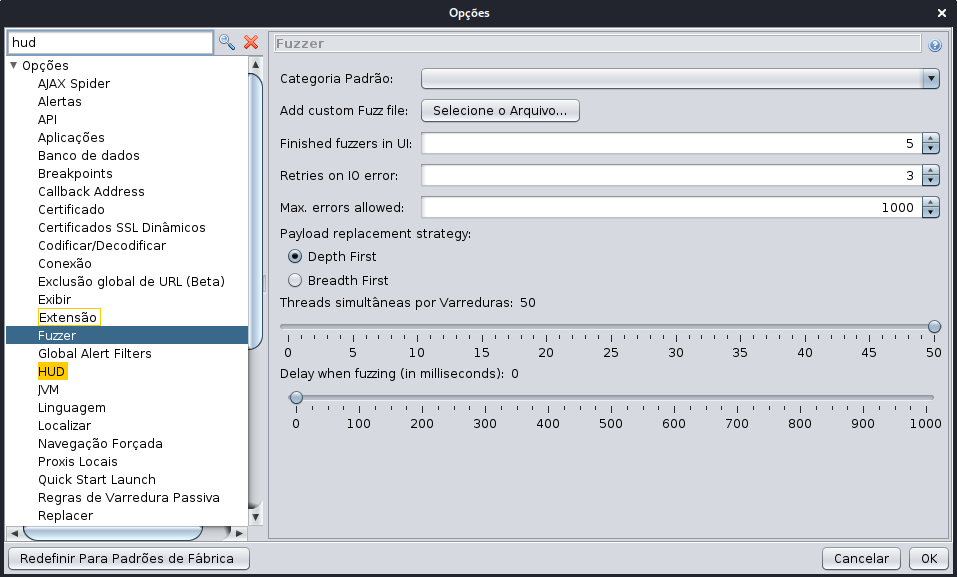 Opções
hud
Opções
AJAX Spider
Alertas
API
Aplicações
Banco de dados
Breakpoints
Callback Address
Certificado
Certificados SSL Dinâmicos
Codificar/Decodificar
Conexão
Exclusão global de URL (Beta)
Exibir
Extensão
Fuzzer
Global Alert Filters
HUD
JVM
Linguagem
Localizar
Navegação Forçada
Proxis Locais
Quick Start Launch
Regras de Varredura Passiva
Replacer
Fuzzer
Categoria Padrão:
Add custom Fuzz file: Selecione o Arquivo...
Finished fuzzers in UI: 5
Retries on IO error: 3
Max. errors allowed: 1000
Payload replacement strategy:
Depth First
Breadth First
Threads simultâneas por Varreduras: 50
0 5 10 15 20 25 30 35 40 45 50
Delay when fuzzing (in milliseconds): 0
0 100 200 300 400 500 600 700 800 900 1000
Redefinir Para Padrões de Fábrica Cancelar OK